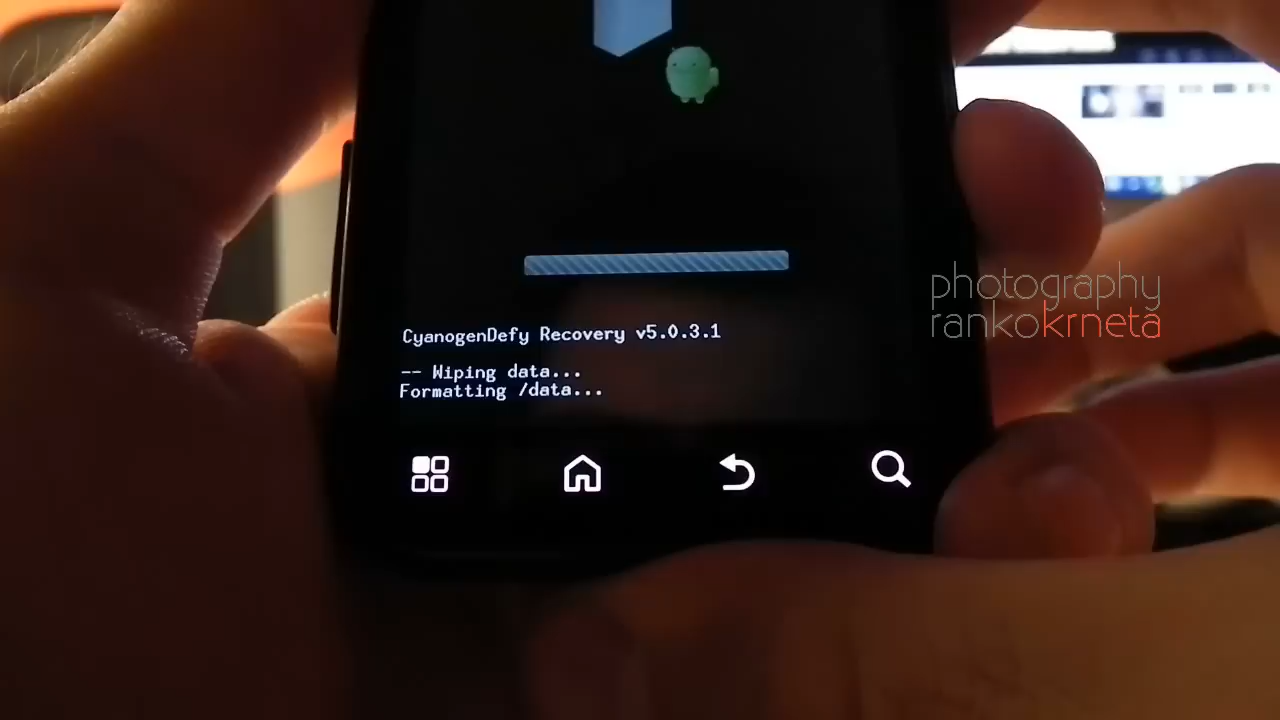 CyanogenDefy Recovery v5.0.3.1
-- Wiping data...
Formatting /data...
photography
rankokrneta